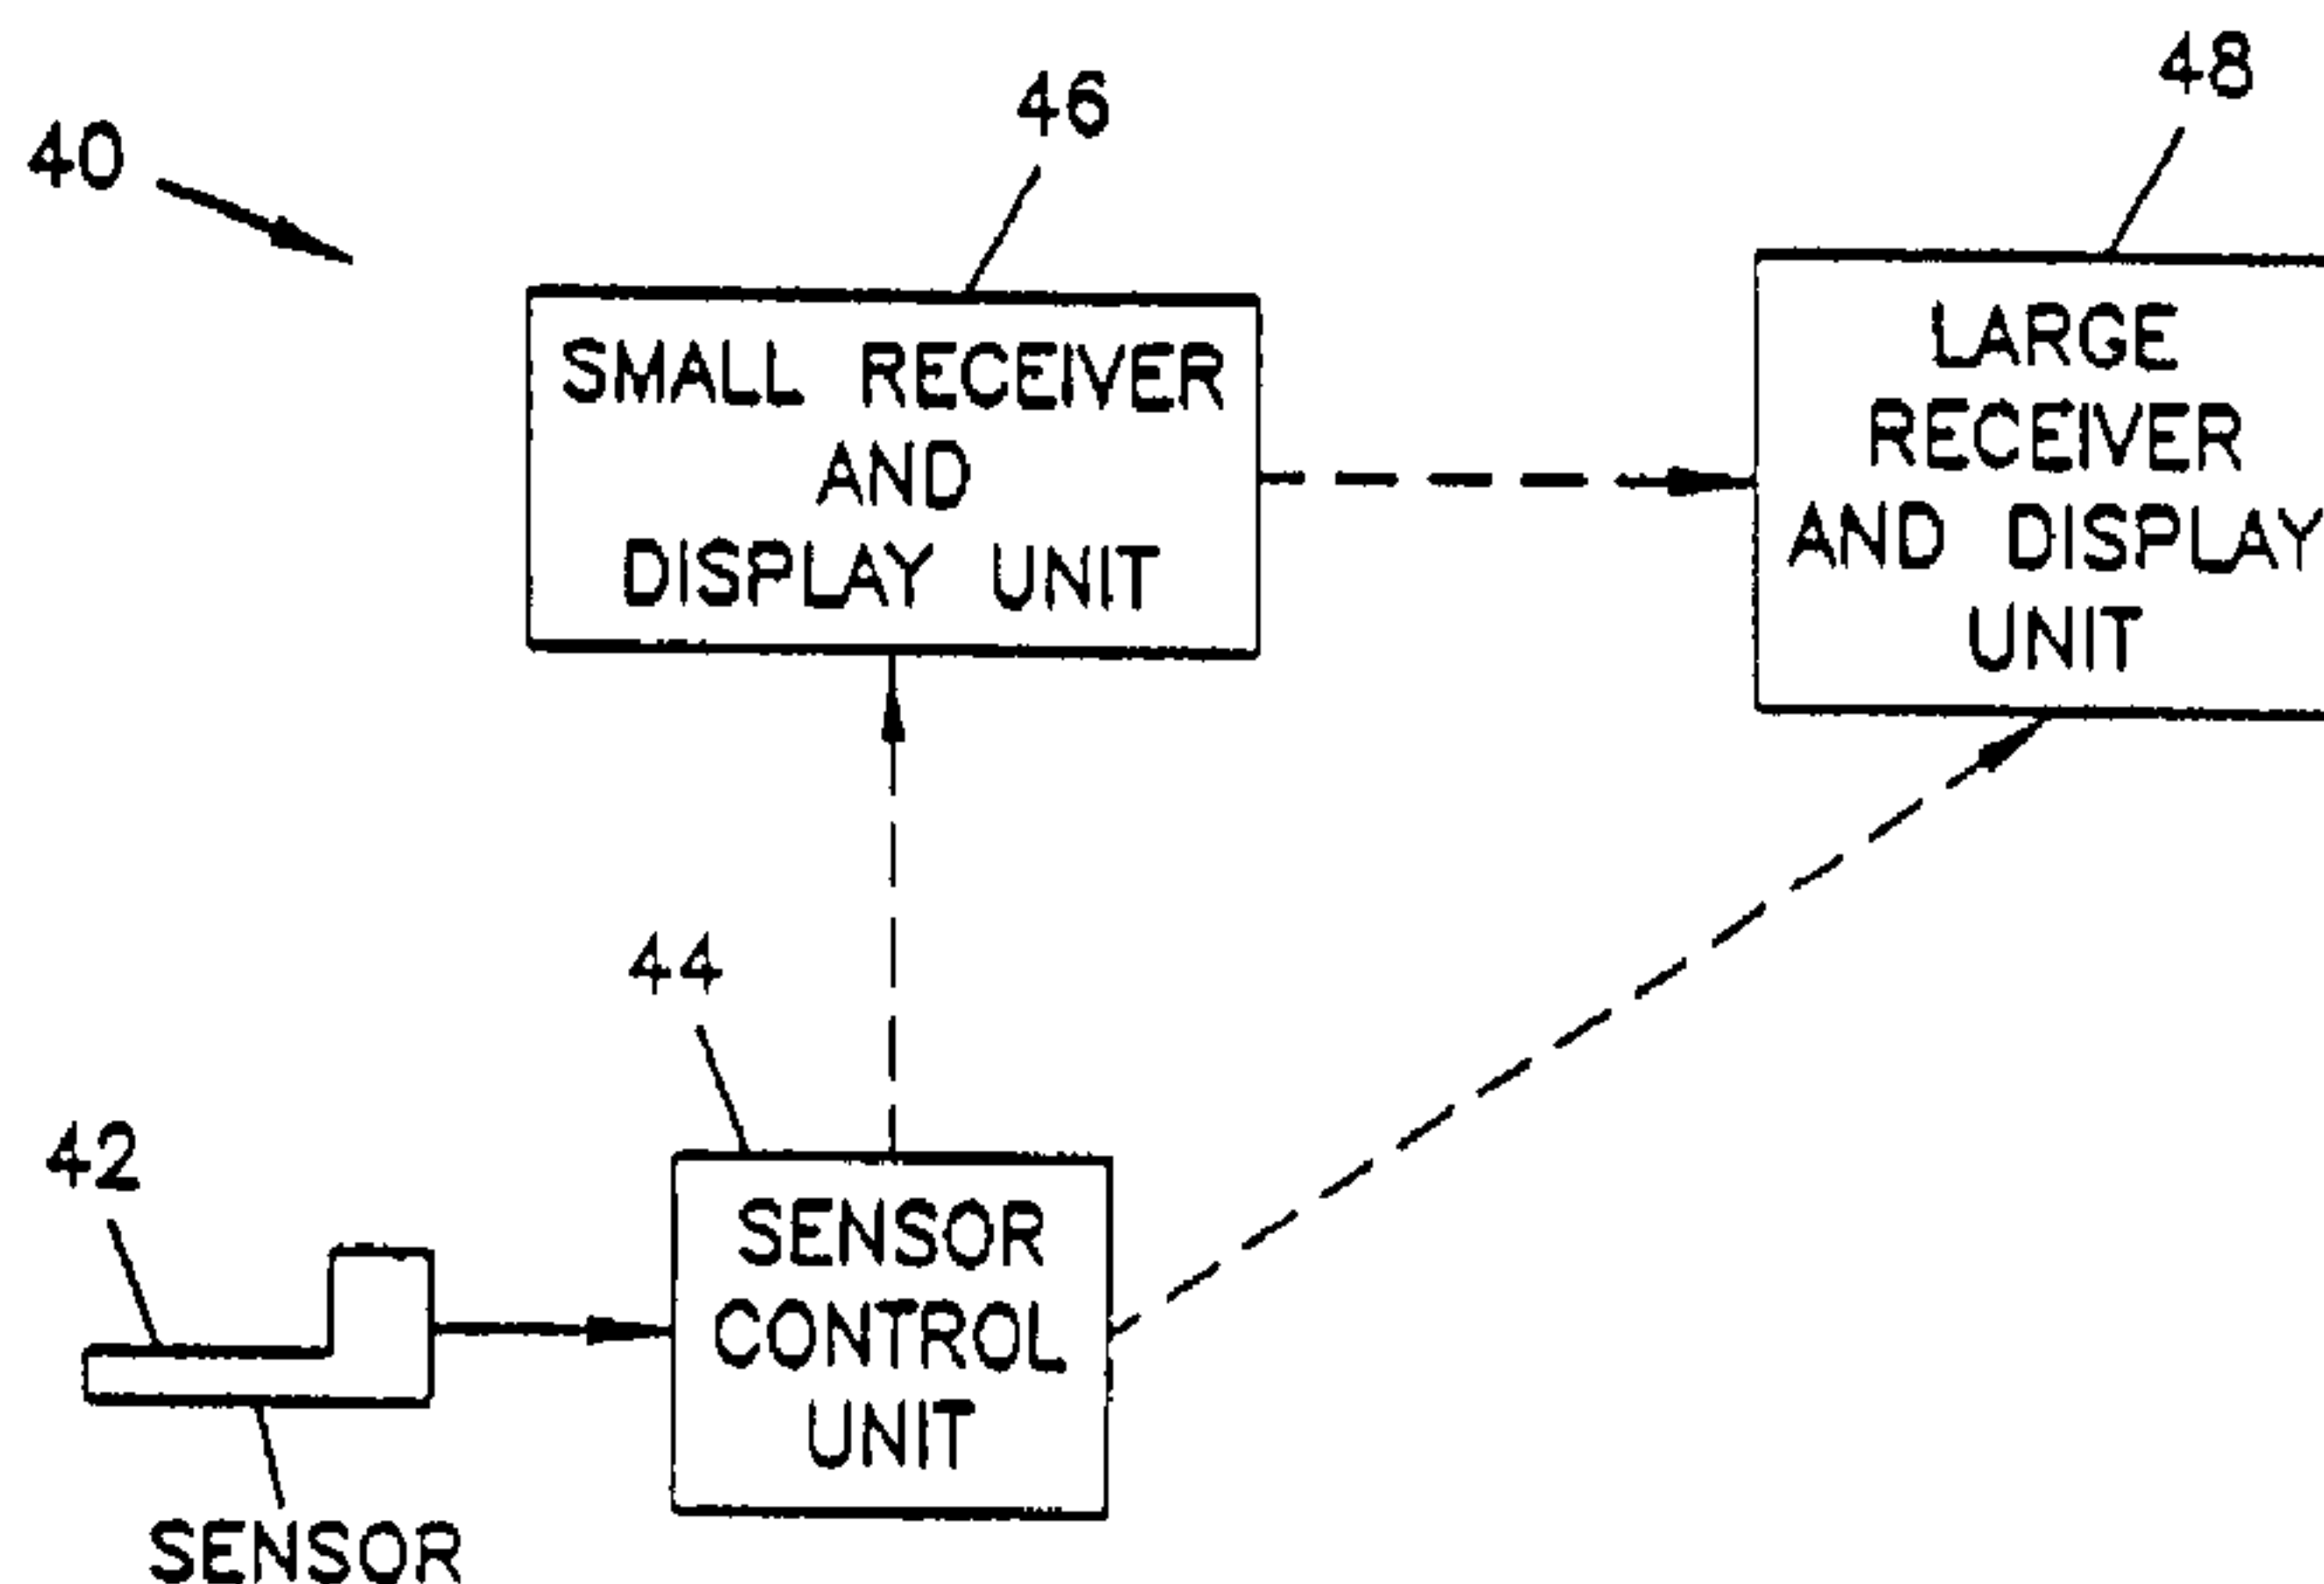 40
46
48
SMALL RECEIVER
AND
DISPLAY UNIT
LARGE
RECEIVER
AND DISPLAY
UNIT
44
42
SENSOR
CONTROL
UNIT
SENSOR